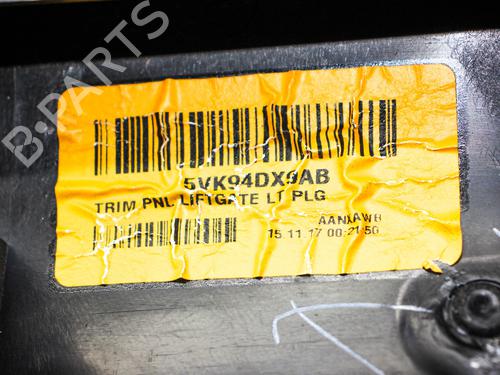 B-PARTS
5VK94DX9AB
TRIM PNL LIFTGATE LT PLG
AANXAWB
15.11.17 00:21:50